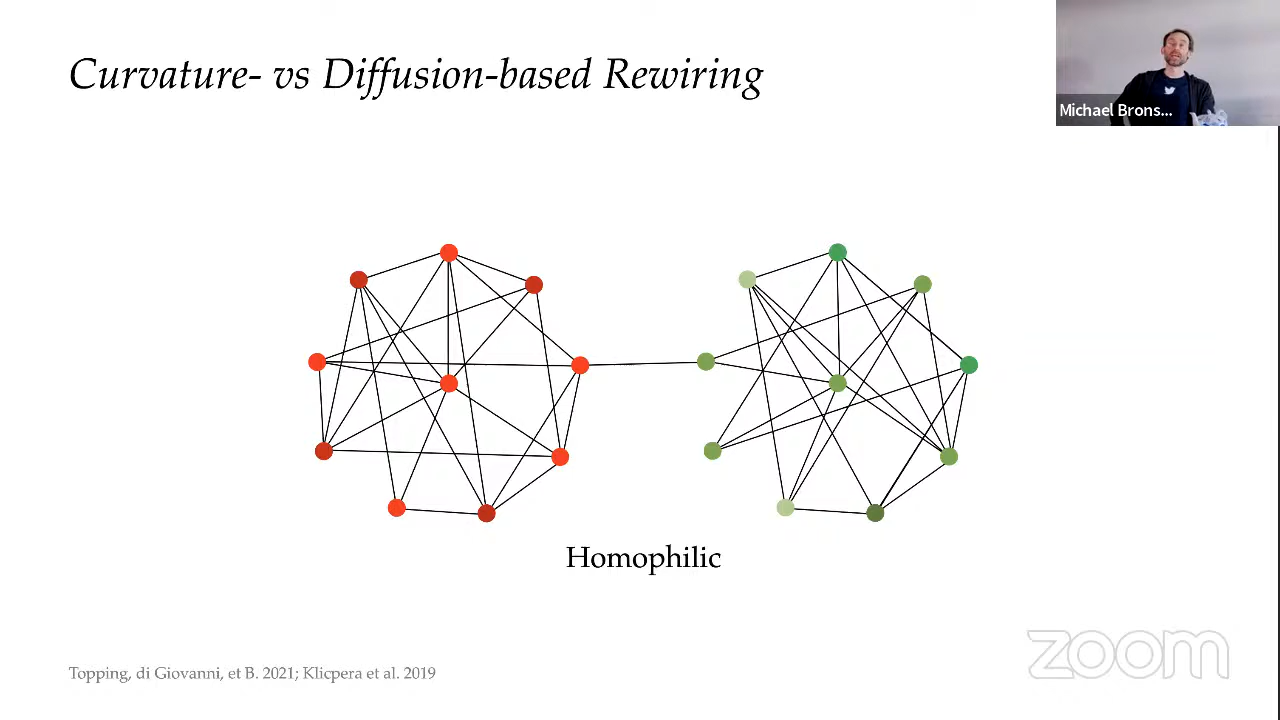 Curvature- vs Diffusion-based Rewiring
Michael Brons...
Homophilic
Topping, di Giovanni, et B. 2021; Klicpera et al. 2019
zoom